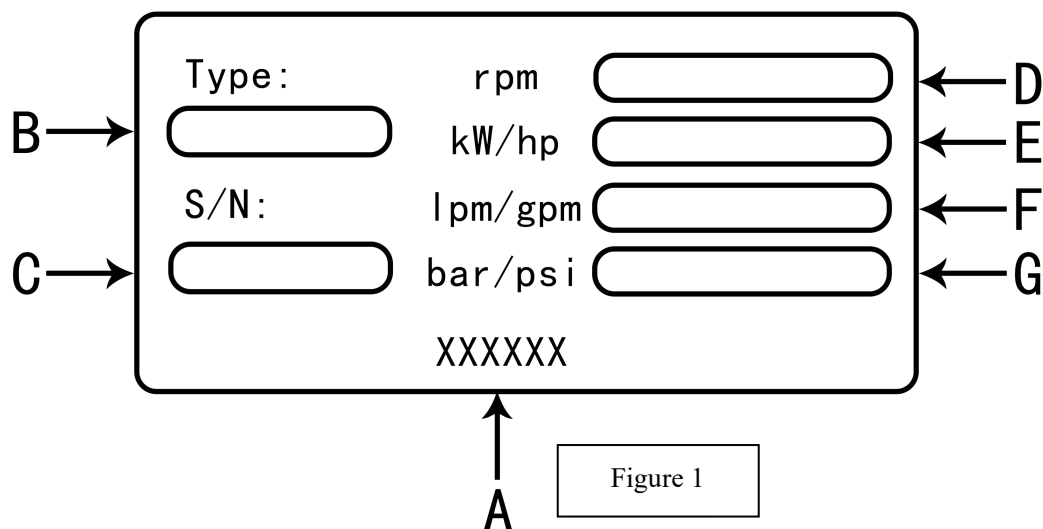 Type:
rpm
D
B
kW/hp
E
S/N:
lpm/gpm
F
C
bar/psi
G
XXXXXX
A
Figure 1